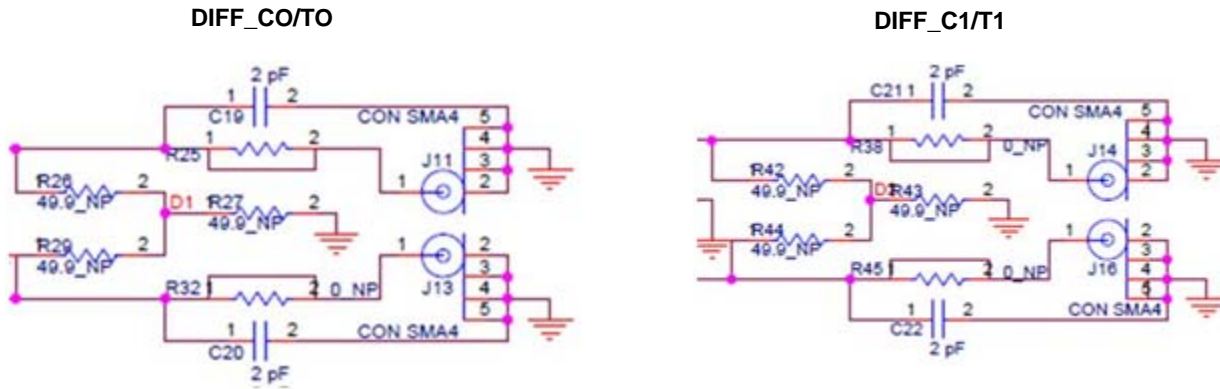 DIFF_CO/TO
2 pF
1 2
C19
CON SMA4
5
4
3
2
1 2
R25
J11
1
R26 2
49.9_NP
D1
1R27 2
49.9_NP
R29
2
49.9_NP
1
2
3
4
5
J13
1 2
R32
0_NP
CON SMA4
1 2
C20
2 pF
DIFF_C1/T1
2 pF
C21 1 2
CON SMA4
5
4
3
2
1 2
R38
0_NP
J14
1
R42 2
49.9_NP
R43 2
49.9_NP
R44
2
49.9_NP
1
2
3
4
5
J16
1 2
R45
0_NP
CON SMA4
1 2
C22
2 pF